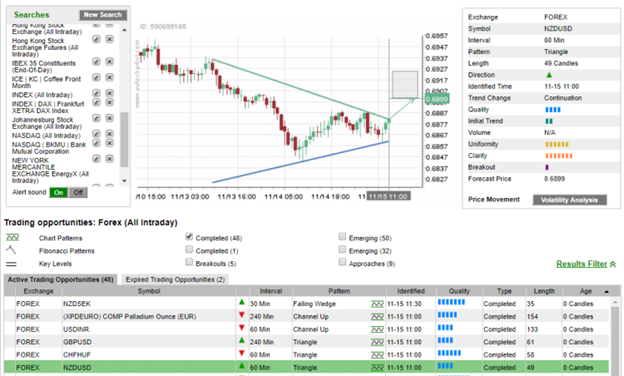 Searches
New Search
Hong Kong Stock
Exchange (All Intraday)
Hong Kong Stock
Exchange Futures (All
Intraday)
IBEX 35 Constituents
(End-Of-Day)
ICE | KC | Coffee Front
Month
INDEX (All Intraday)
INDEX | DAX | Frankfurt
XETRA DAX Index
Johannesburg Stock
Exchange (All Intraday)
NASDAQ (All Intraday)
NASDAQ | BKMU | Bank
Mutual Corporation
NEW YORK
MERCANTILE
EXCHANGE EnergyX (All
Intraday)
Alert sound On Off
ID: 590695165
0.6957
0.6937
0.6927
0.6917
0.6907
0.6899
0.6887
0.6877
0.6867
0.6857
0.6847
0.6837
0.6827
/10 15:00 11/13 16:00 11/14 04:00 11/14 18:00 11/15 11:00
Exchange FOREX
Symbol NZDUSD
Interval 60 Min
Pattern Triangle
Length 49 Candles
Direction
Identified Time 11-15 11:00
Trend Change Continuation
Quality
Initial Trend
Volume N/A
Uniformity
Clarity
Breakout
Forecast Price 0.6899
Price Movement Volatility Analysis
Trading opportunities: Forex (All Intraday)
Chart Patterns Completed (48) Emerging (50)
Fibonacci Patterns Completed (1) Emerging (32)
Key Levels Breakouts (5) Approaches (9)
Results Filter
Active Trading Opportunities (48) Expired Trading Opportunities (2)
Exchange Symbol Interval Pattern Identified Quality Type Length Age
FOREX NZDSEK 30 Min Falling Wedge 11-15 11:30 Completed 35 0 Candles
FOREX (XPDEURO) COMP Palladium Ounce (EUR) 240 Min Channel Up 11-15 11:00 Completed 154 0 Candles
FOREX USDINR 60 Min Channel Up 11-15 11:00 Completed 133 0 Candles
FOREX GBPUSD 240 Min Triangle 11-15 11:00 Completed 61 0 Candles
FOREX CHFHUF 60 Min Triangle 11-15 11:00 Completed 58 0 Candles
FOREX NZDUSD 60 Min Triangle 11-15 11:00 Completed 49 0 Candles